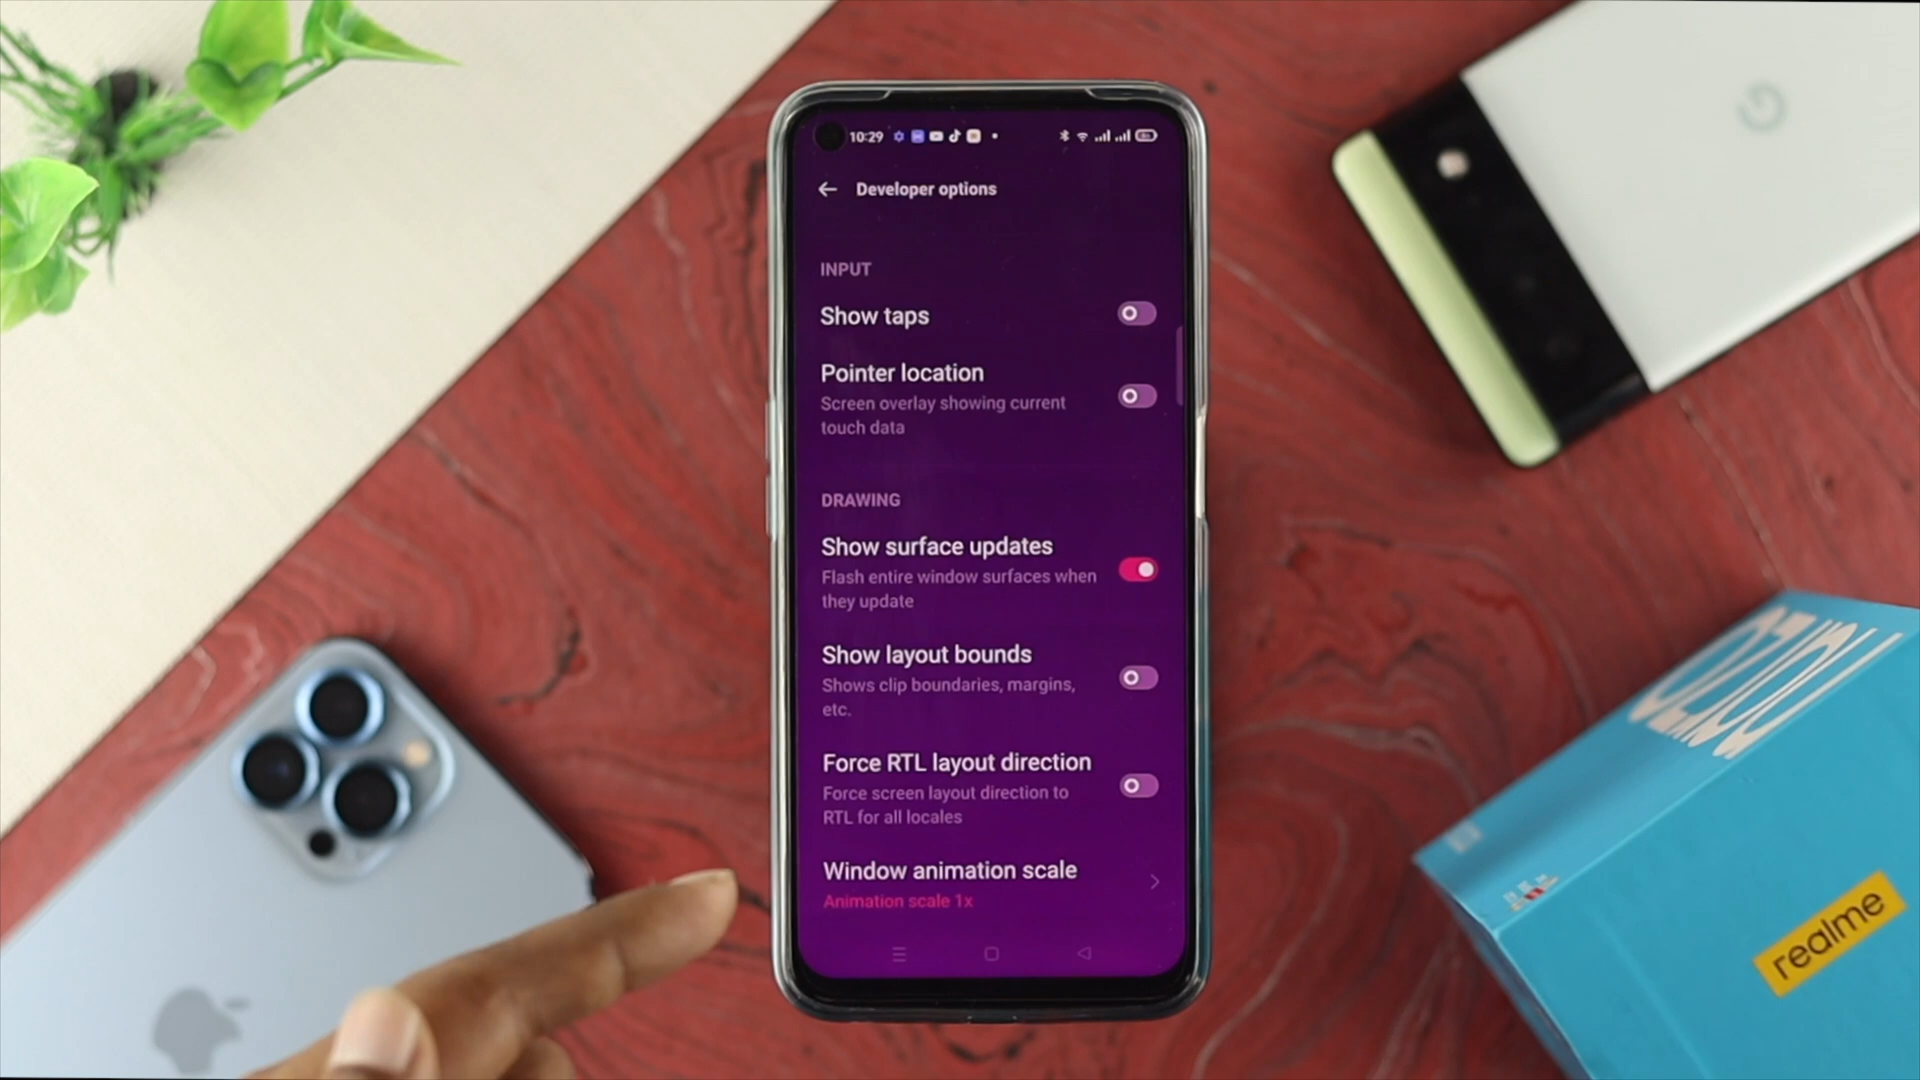 10:29
Developer options
INPUT
Show taps
Pointer location
Screen overlay showing current
touch data
DRAWING
Show surface updates
Flash entire window surfaces when
they update
Show layout bounds
Shows clip boundaries, margins,
etc.
Force RTL layout direction
Force screen layout direction to
RTL for all locales
Window animation scale
Animation scale 1x
realme